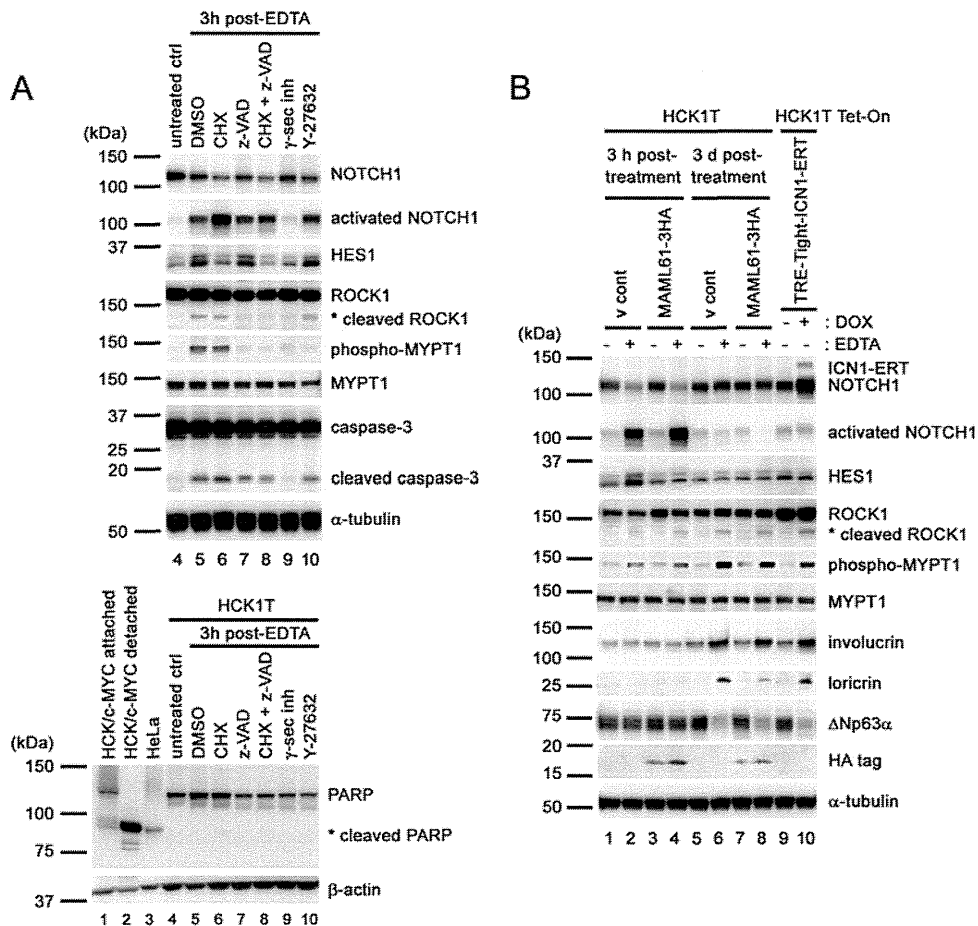 A
3h post-EDTA
untreated ctrl
DMSO
CHX
z-VAD
CHX + z-VAD
γ-sec inh
Y-27632
(kDa)
150
100
NOTCH1
100
activated NOTCH1
37
HES1
ROCK1
150
* cleaved ROCK1
150
phospho-MYPT1
150
MYPT1
37
caspase-3
25
20
cleaved caspase-3
50
α-tubulin
4 5 6 7 8 9 10
HCK1T
3h post-EDTA
HCK/c-MYC attached
HCK/c-MYC detached
HeLa
untreated ctrl
DMSO
CHX
z-VAD
CHX + z-VAD
γ-sec inh
Y-27632
(kDa)
150
PARP
100
* cleaved PARP
75
β-actin
37
1 2 3 4 5 6 7 8 9 10
B
HCK1T
HCK1T Tet-On
3 h post-treatment
3 d post-treatment
TRE-Tight-ICN1-ERT
v cont
MAML61-3HA
v cont
MAML61-3HA
(kDa)
- + : DOX
- + - + - + - + : EDTA
150
ICN1-ERT
NOTCH1
100
100
activated NOTCH1
37
HES1
ROCK1
150
* cleaved ROCK1
150
phospho-MYPT1
150
MYPT1
150
involucrin
100
loricrin
25
75
ΔNp63α
50
20
HA tag
15
50
α-tubulin
1 2 3 4 5 6 7 8 9 10